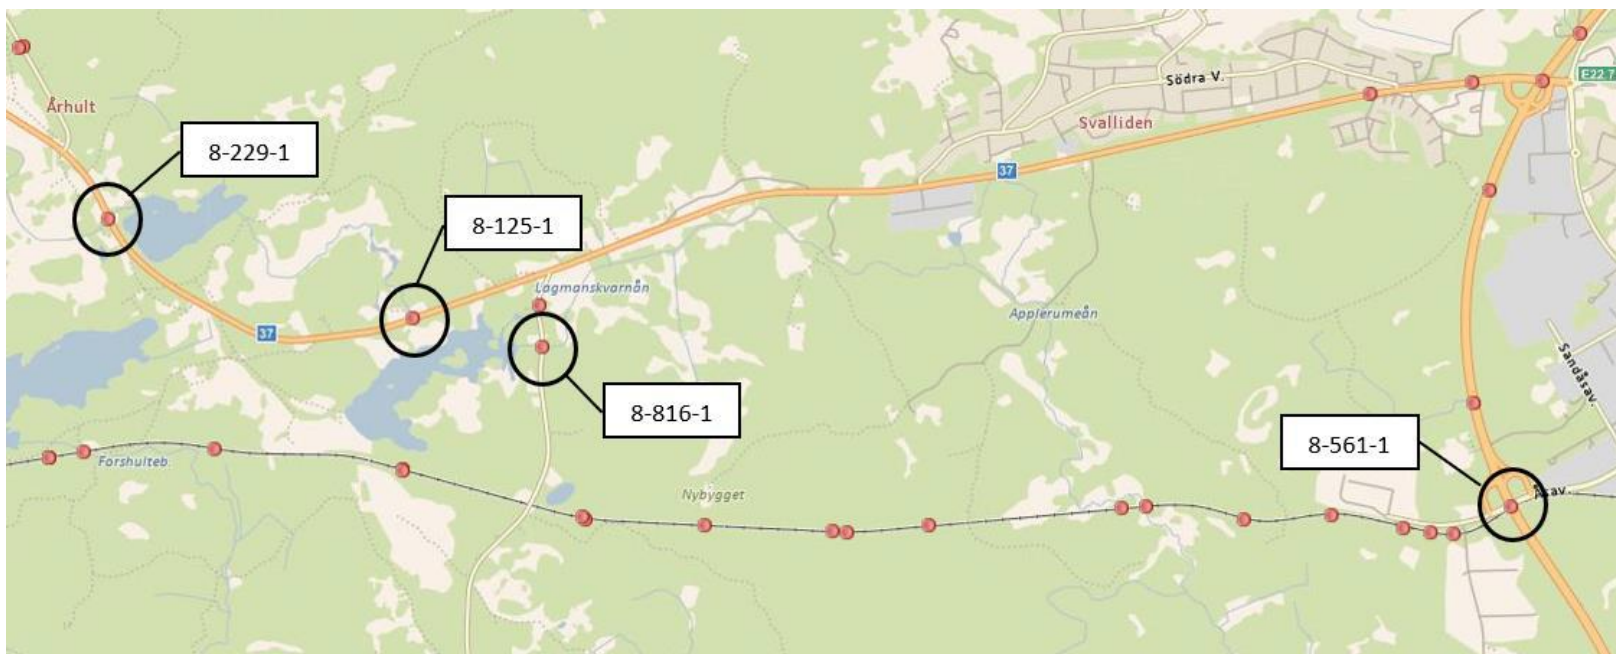 Södra V.
E22 7
Århult
Svalliden
8-229-1
37
8-125-1
Lagmanskvarnån
37
Applerumeån
8-816-1
Sandåsav.
8-561-1
Forshulteb
Nybygget
Åsav.